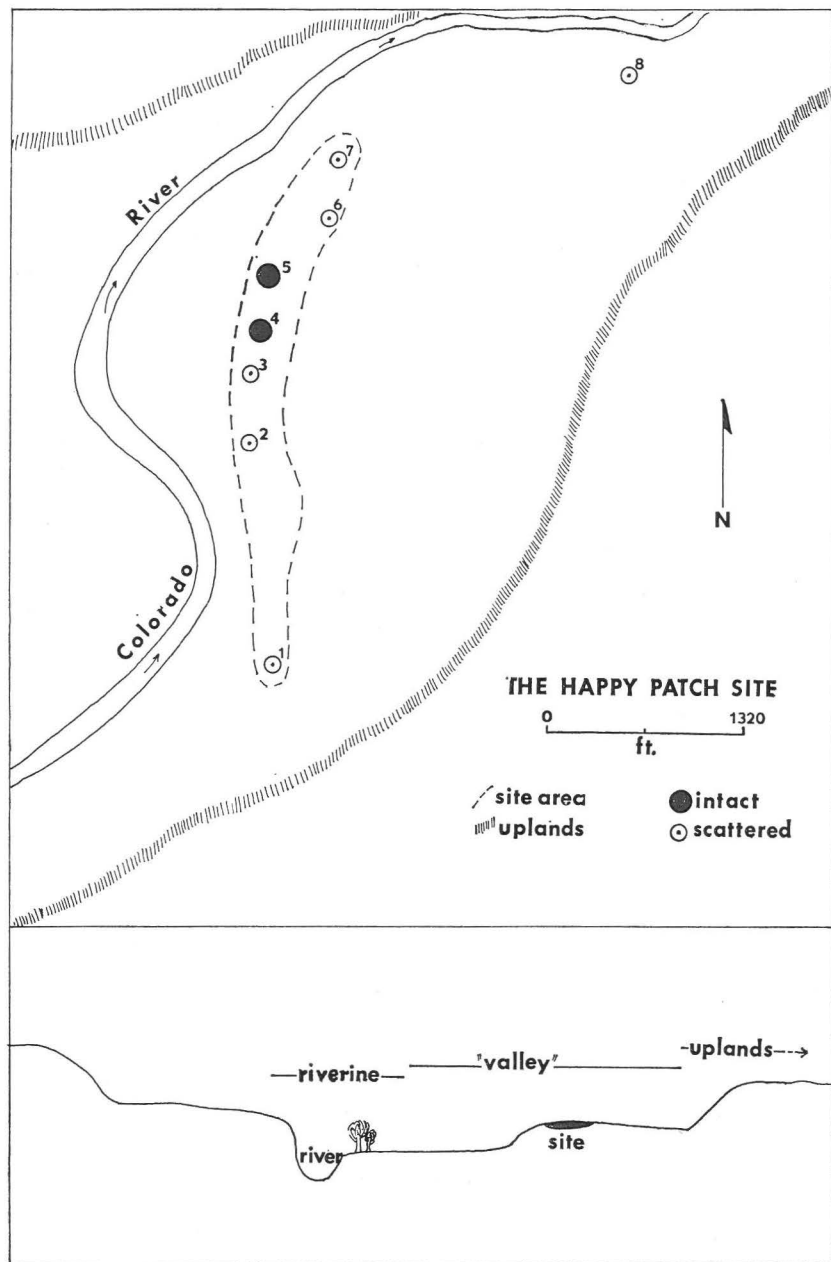 8
7
River
6
5
4
3
2
N
Colorado
1
THE HAPPY PATCH SITE
0 1320
ft.
site area intact
uplands scattered
uplands
"valley"
riverine
river
site